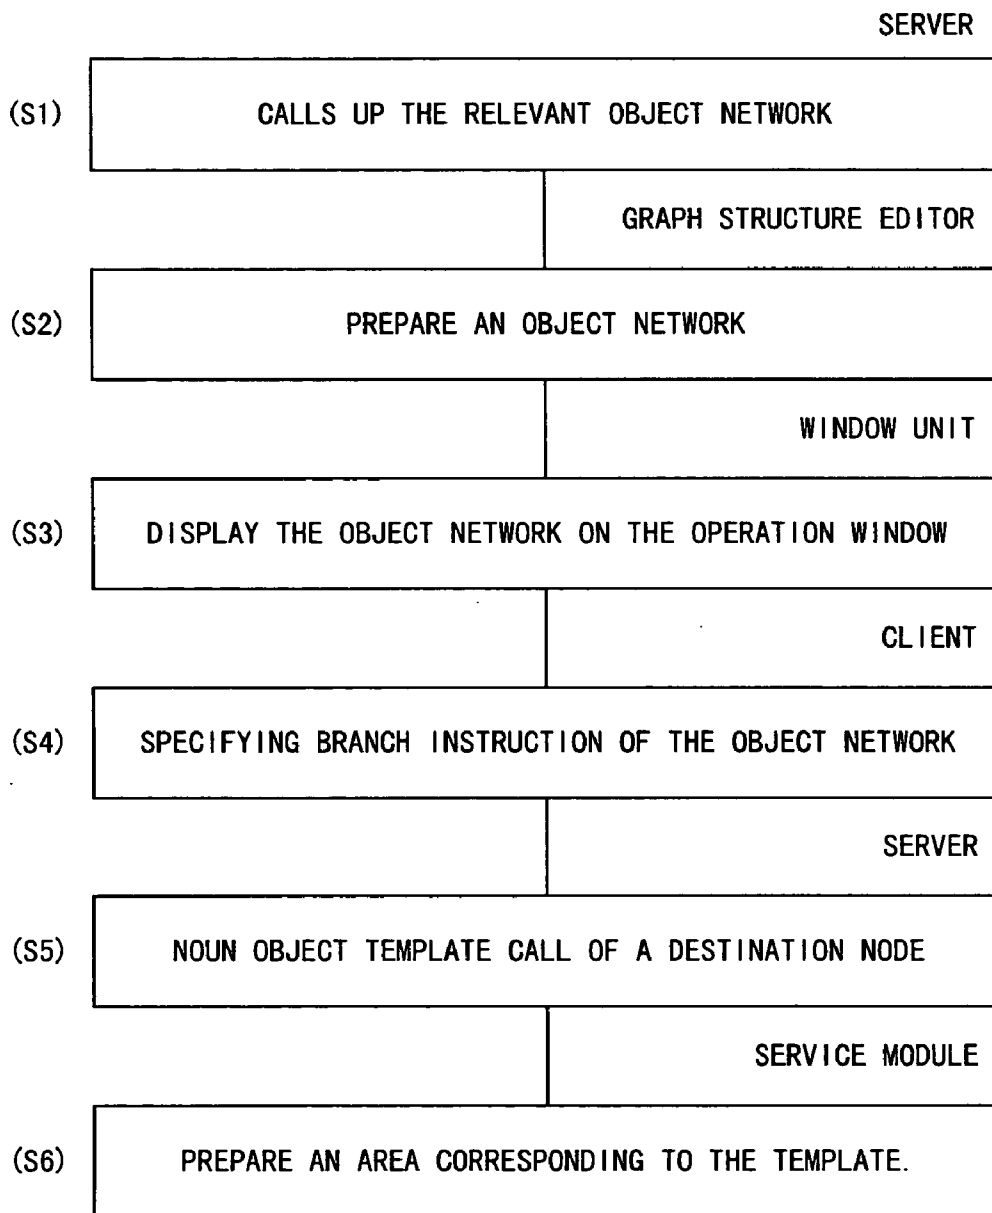 SERVER
(S1) CALLS UP THE RELEVANT OBJECT NETWORK
GRAPH STRUCTURE EDITOR
(S2) PREPARE AN OBJECT NETWORK
WINDOW UNIT
(S3) DISPLAY THE OBJECT NETWORK ON THE OPERATION WINDOW
CLIENT
(S4) SPECIFYING BRANCH INSTRUCTION OF THE OBJECT NETWORK
SERVER
(S5) NOUN OBJECT TEMPLATE CALL OF A DESTINATION NODE
SERVICE MODULE
(S6) PREPARE AN AREA CORRESPONDING TO THE TEMPLATE.